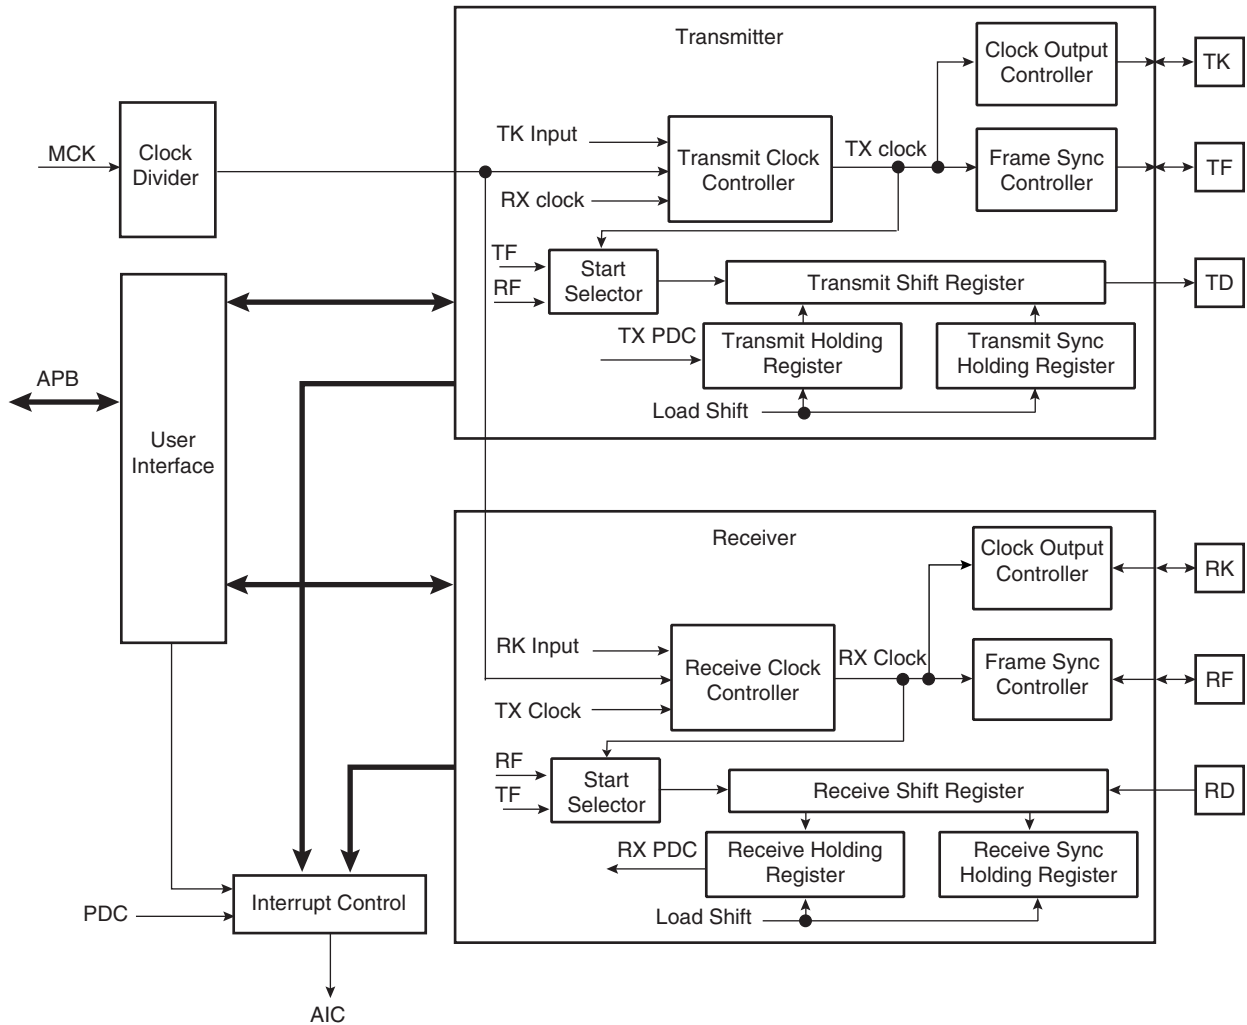 Transmitter
Clock Output
Controller
TK
MCK
Clock
Divider
TK Input
Transmit Clock
Controller
TX clock
Frame Sync
Controller
TF
RX clock
TF
RF
Start
Selector
Transmit Shift Register
TD
TX PDC
Transmit Holding
Register
Transmit Sync
Holding Register
Load Shift
APB
User
Interface
Receiver
Clock Output
Controller
RK
RK Input
Receive Clock
Controller
RX Clock
Frame Sync
Controller
RF
TX Clock
RF
TF
Start
Selector
Receive Shift Register
RD
RX PDC
Receive Holding
Register
Receive Sync
Holding Register
Load Shift
PDC
Interrupt Control
AIC